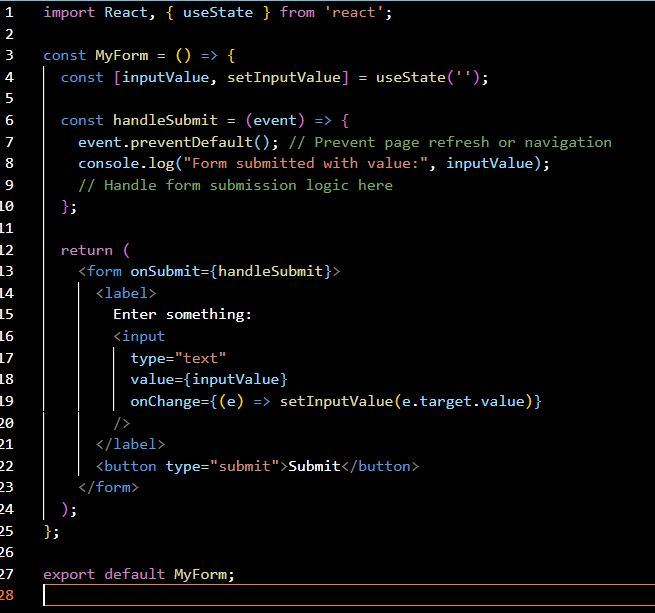 1 import React, { useState } from 'react';
2
3 const MyForm = () => {
4   const [inputValue, setInputValue] = useState('');
5
6   const handleSubmit = (event) => {
7     event.preventDefault(); // Prevent page refresh or navigation
8     console.log("Form submitted with value:", inputValue);
9     // Handle form submission logic here
10   };
11
12   return (
13     <form onSubmit={handleSubmit}>
14       <label>
15         Enter something:
16         <input
17           type="text"
18           value={inputValue}
19           onChange={(e) => setInputValue(e.target.value)}
20         />
21       </label>
22       <button type="submit">Submit</button>
23     </form>
24   );
25 };
26
27 export default MyForm;
28